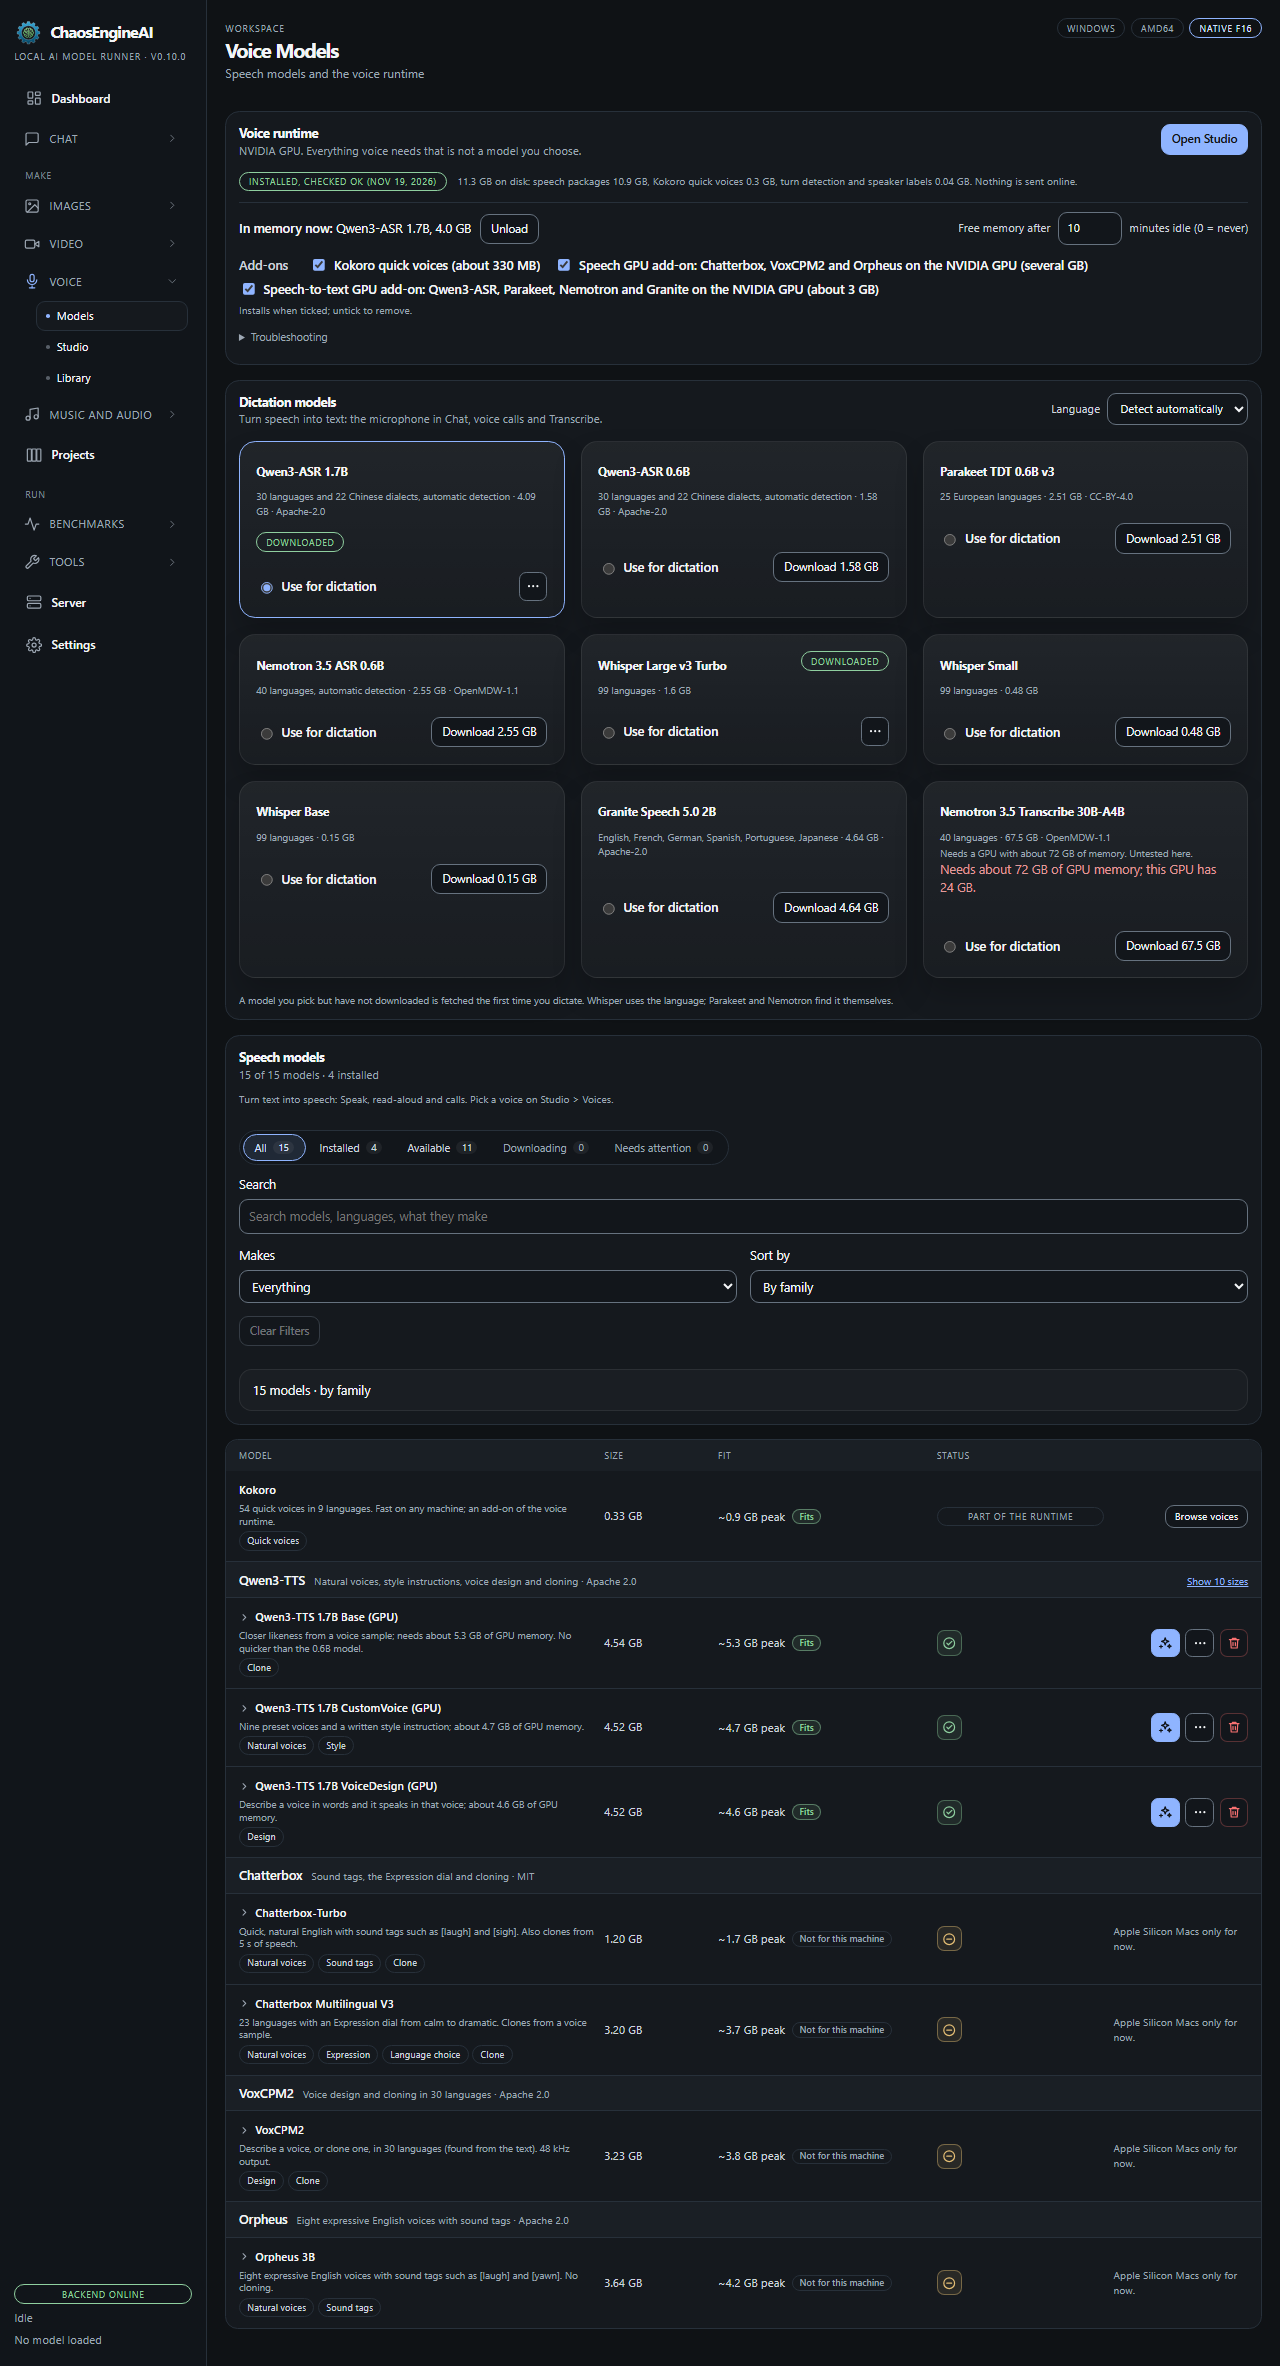 ChaosEngineAI
LOCAL AI MODEL RUNNER · V0.10.0
Dashboard
CHAT
MAKE
IMAGES
VIDEO
VOICE
Models
Studio
Library
MUSIC AND AUDIO
Projects
RUN
BENCHMARKS
TOOLS
Server
Settings
BACKEND ONLINE
Idle
No model loaded
WORKSPACE
Voice Models
Speech models and the voice runtime
WINDOWS
AMD64
NATIVE F16
Voice runtime
NVIDIA GPU. Everything voice needs that is not a model you choose.
Open Studio
INSTALLED, CHECKED OK (NOV 19, 2026)
11.3 GB on disk: speech packages 10.9 GB, Kokoro quick voices 0.3 GB, turn detection and speaker labels 0.04 GB. Nothing is sent online.
In memory now: Qwen3-ASR 1.7B, 4.0 GB
Unload
Free memory after 10 minutes idle (0 = never)
Add-ons
Kokoro quick voices (about 330 MB)
Speech GPU add-on: Chatterbox, VoxCPM2 and Orpheus on the NVIDIA GPU (several GB)
Speech-to-text GPU add-on: Qwen3-ASR, Parakeet, Nemotron and Granite on the NVIDIA GPU (about 3 GB)
Installs when ticked; untick to remove.
Troubleshooting
Dictation models
Turn speech into text: the microphone in Chat, voice calls and Transcribe.
Language
Detect automatically
Qwen3-ASR 1.7B
30 languages and 22 Chinese dialects, automatic detection · 4.09
GB · Apache-2.0
DOWNLOADED
Use for dictation
...
Qwen3-ASR 0.6B
30 languages and 22 Chinese dialects, automatic detection · 1.58
GB · Apache-2.0
Use for dictation
Download 1.58 GB
Parakeet TDT 0.6B v3
25 European languages · 2.51 GB · CC-BY-4.0
Use for dictation
Download 2.51 GB
Nemotron 3.5 ASR 0.6B
40 languages, automatic detection · 2.55 GB · OpenMDW-1.1
Use for dictation
Download 2.55 GB
Whisper Large v3 Turbo
DOWNLOADED
99 languages · 1.6 GB
Use for dictation
...
Whisper Small
99 languages · 0.48 GB
Use for dictation
Download 0.48 GB
Whisper Base
99 languages · 0.15 GB
Use for dictation
Download 0.15 GB
Granite Speech 5.0 2B
English, French, German, Spanish, Portuguese, Japanese · 4.64 GB ·
Apache-2.0
Use for dictation
Download 4.64 GB
Nemotron 3.5 Transcribe 30B-A4B
40 languages · 67.5 GB · OpenMDW-1.1
Needs a GPU with about 72 GB of memory. Untested here.
Needs about 72 GB of GPU memory; this GPU has
24 GB.
Use for dictation
Download 67.5 GB
A model you pick but have not downloaded is fetched the first time you dictate. Whisper uses the language; Parakeet and Nemotron find it themselves.
Speech models
15 of 15 models · 4 installed
Turn text into speech: Speak, read-aloud and calls. Pick a voice on Studio > Voices.
All 15
Installed 4
Available 11
Downloading 0
Needs attention 0
Search
Search models, languages, what they make
Makes
Sort by
Everything
By family
Clear Filters
15 models · by family
MODEL
SIZE
FIT
STATUS
Kokoro
54 quick voices in 9 languages. Fast on any machine; an add-on of the voice
runtime.
Quick voices
0.33 GB
~0.9 GB peak
Fits
PART OF THE RUNTIME
Browse voices
Qwen3-TTS Natural voices, style instructions, voice design and cloning · Apache 2.0
Show 10 sizes
Qwen3-TTS 1.7B Base (GPU)
Closer likeness from a voice sample; needs about 5.3 GB of GPU memory. No
quicker than the 0.6B model.
Clone
4.54 GB
~5.3 GB peak
Fits
...
Qwen3-TTS 1.7B CustomVoice (GPU)
Nine preset voices and a written style instruction; about 4.7 GB of GPU memory.
Natural voices
Style
4.52 GB
~4.7 GB peak
Fits
...
Qwen3-TTS 1.7B VoiceDesign (GPU)
Describe a voice in words and it speaks in that voice; about 4.6 GB of GPU
memory.
Design
4.52 GB
~4.6 GB peak
Fits
...
Chatterbox Sound tags, the Expression dial and cloning · MIT
Chatterbox-Turbo
Quick, natural English with sound tags such as [laugh] and [sigh]. Also clones from
5 s of speech.
Natural voices
Sound tags
Clone
1.20 GB
~1.7 GB peak
Not for this machine
Apple Silicon Macs only for
now.
Chatterbox Multilingual V3
23 languages with an Expression dial from calm to dramatic. Clones from a voice
sample.
Natural voices
Expression
Language choice
Clone
3.20 GB
~3.7 GB peak
Not for this machine
Apple Silicon Macs only for
now.
VoxCPM2 Voice design and cloning in 30 languages · Apache 2.0
VoxCPM2
Describe a voice, or clone one, in 30 languages (found from the text). 48 kHz
output.
Design
Clone
3.23 GB
~3.8 GB peak
Not for this machine
Apple Silicon Macs only for
now.
Orpheus Eight expressive English voices with sound tags · Apache 2.0
Orpheus 3B
Eight expressive English voices with sound tags such as [laugh] and [yawn]. No
cloning.
Natural voices
Sound tags
3.64 GB
~4.2 GB peak
Not for this machine
Apple Silicon Macs only for
now.